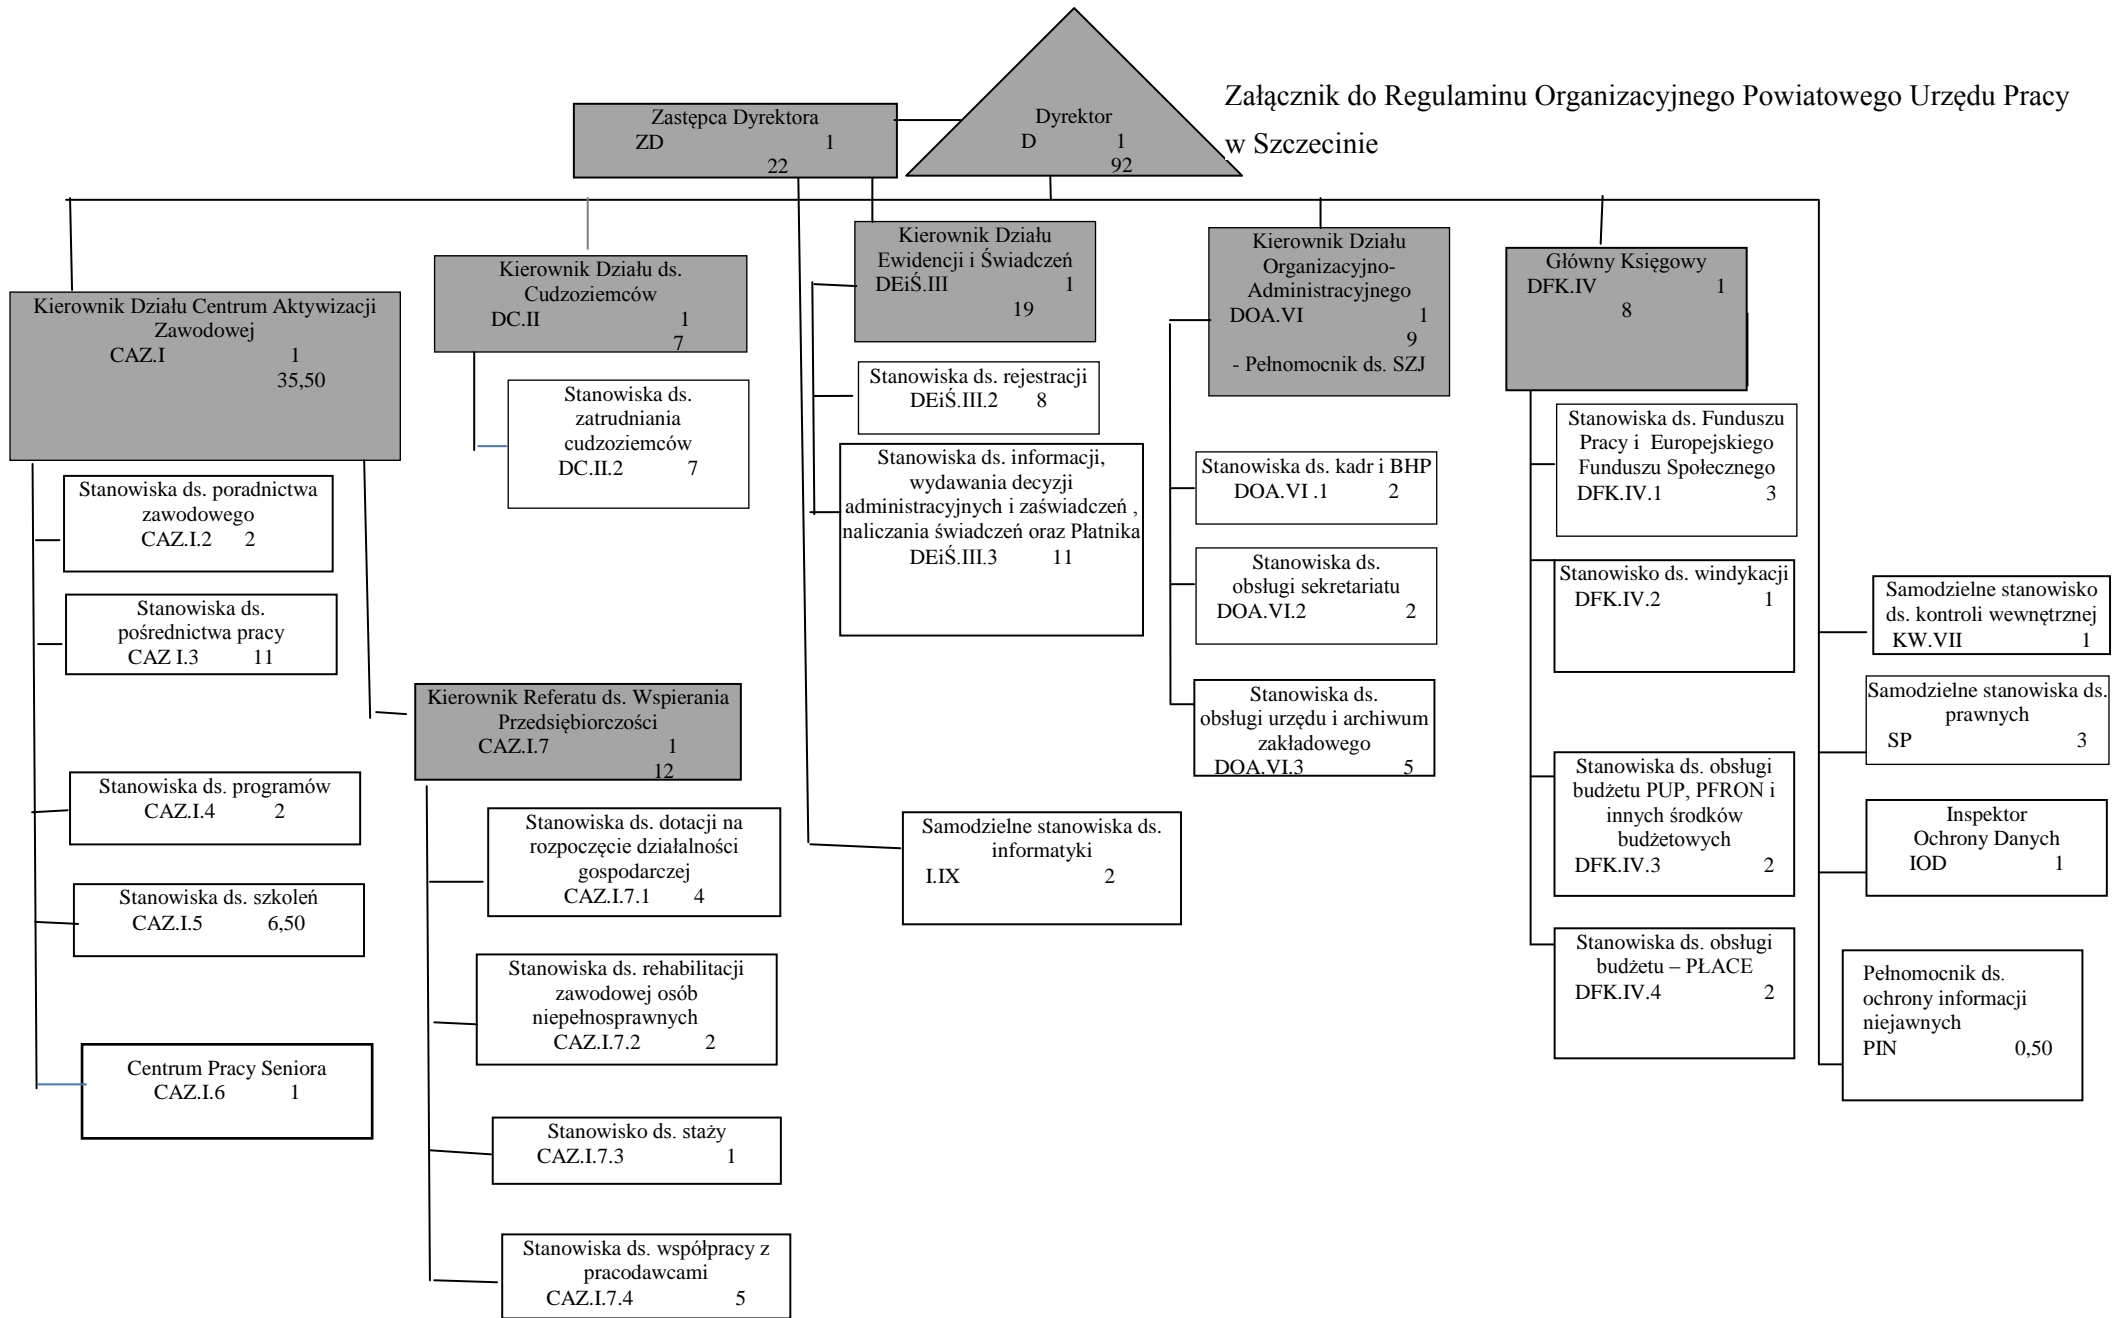 Załącznik do Regulaminu Organizacyjnego Powiatowego Urzędu Pracy
w Szczecinie
Zastępca Dyrektora
ZD 1
22
Dyrektor
D 1
92
Kierownik Działu Centrum Aktywizacji
Zawodowej
CAZ.I 1
35,50
Kierownik Działu ds.
Cudzoziemców
DC.II 1
7
Kierownik Działu
Ewidencji i Świadczeń
DEiŚ.III 1
19
Kierownik Działu
Organizacyjno-
Administracyjnego
DOA.VI 1
9
- Pełnomocnik ds. SZJ
Główny Księgowy
DFK.IV 1
8
Stanowiska ds. poradnictwa
zawodowego
CAZ.I.2 2
Stanowiska ds.
pośrednictwa pracy
CAZ I.3 11
Stanowiska ds. programów
CAZ.I.4 2
Stanowiska ds. szkoleń
CAZ.I.5 6,50
Centrum Pracy Seniora
CAZ.I.6 1
Kierownik Referatu ds. Wspierania
Przedsiębiorczości
CAZ.I.7 1
12
Stanowiska ds. dotacji na
rozpoczęcie działalności
gospodarczej
CAZ.I.7.1 4
Stanowiska ds. rehabilitacji
zawodowej osób
niepełnosprawnych
CAZ.I.7.2 2
Stanowisko ds. staży
CAZ.I.7.3 1
Stanowiska ds. współpracy z
pracodawcami
CAZ.I.7.4 5
Stanowiska ds.
zatrudniania
cudzoziemców
DC.II.2 7
Stanowiska ds. rejestracji
DEiŚ.III.2 8
Stanowiska ds. informacji,
wydawania decyzji
administracyjnych i zaświadczeń ,
naliczania świadczeń oraz Płatnika
DEiŚ.III.3 11
Samodzielne stanowiska ds.
informatyki
I.IX 2
Stanowiska ds. kadr i BHP
DOA.VI .1 2
Stanowiska ds.
obsługi sekretariatu
DOA.VI.2 2
Stanowiska ds.
obsługi urzędu i archiwum
zakładowego
DOA.VI.3 5
Stanowiska ds. Funduszu
Pracy i Europejskiego
Funduszu Społecznego
DFK.IV.1 3
Stanowisko ds. windykacji
DFK.IV.2 1
Stanowiska ds. obsługi
budżetu PUP, PFRON i
innych środków
budżetowych
DFK.IV.3 2
Stanowiska ds. obsługi
budżetu – PŁACE
DFK.IV.4 2
Samodzielne stanowisko
ds. kontroli wewnętrznej
KW.VII 1
Samodzielne stanowiska ds.
prawnych
SP 3
Inspektor
Ochrony Danych
IOD 1
Pełnomocnik ds.
ochrony informacji
niejawnych
PIN 0,50